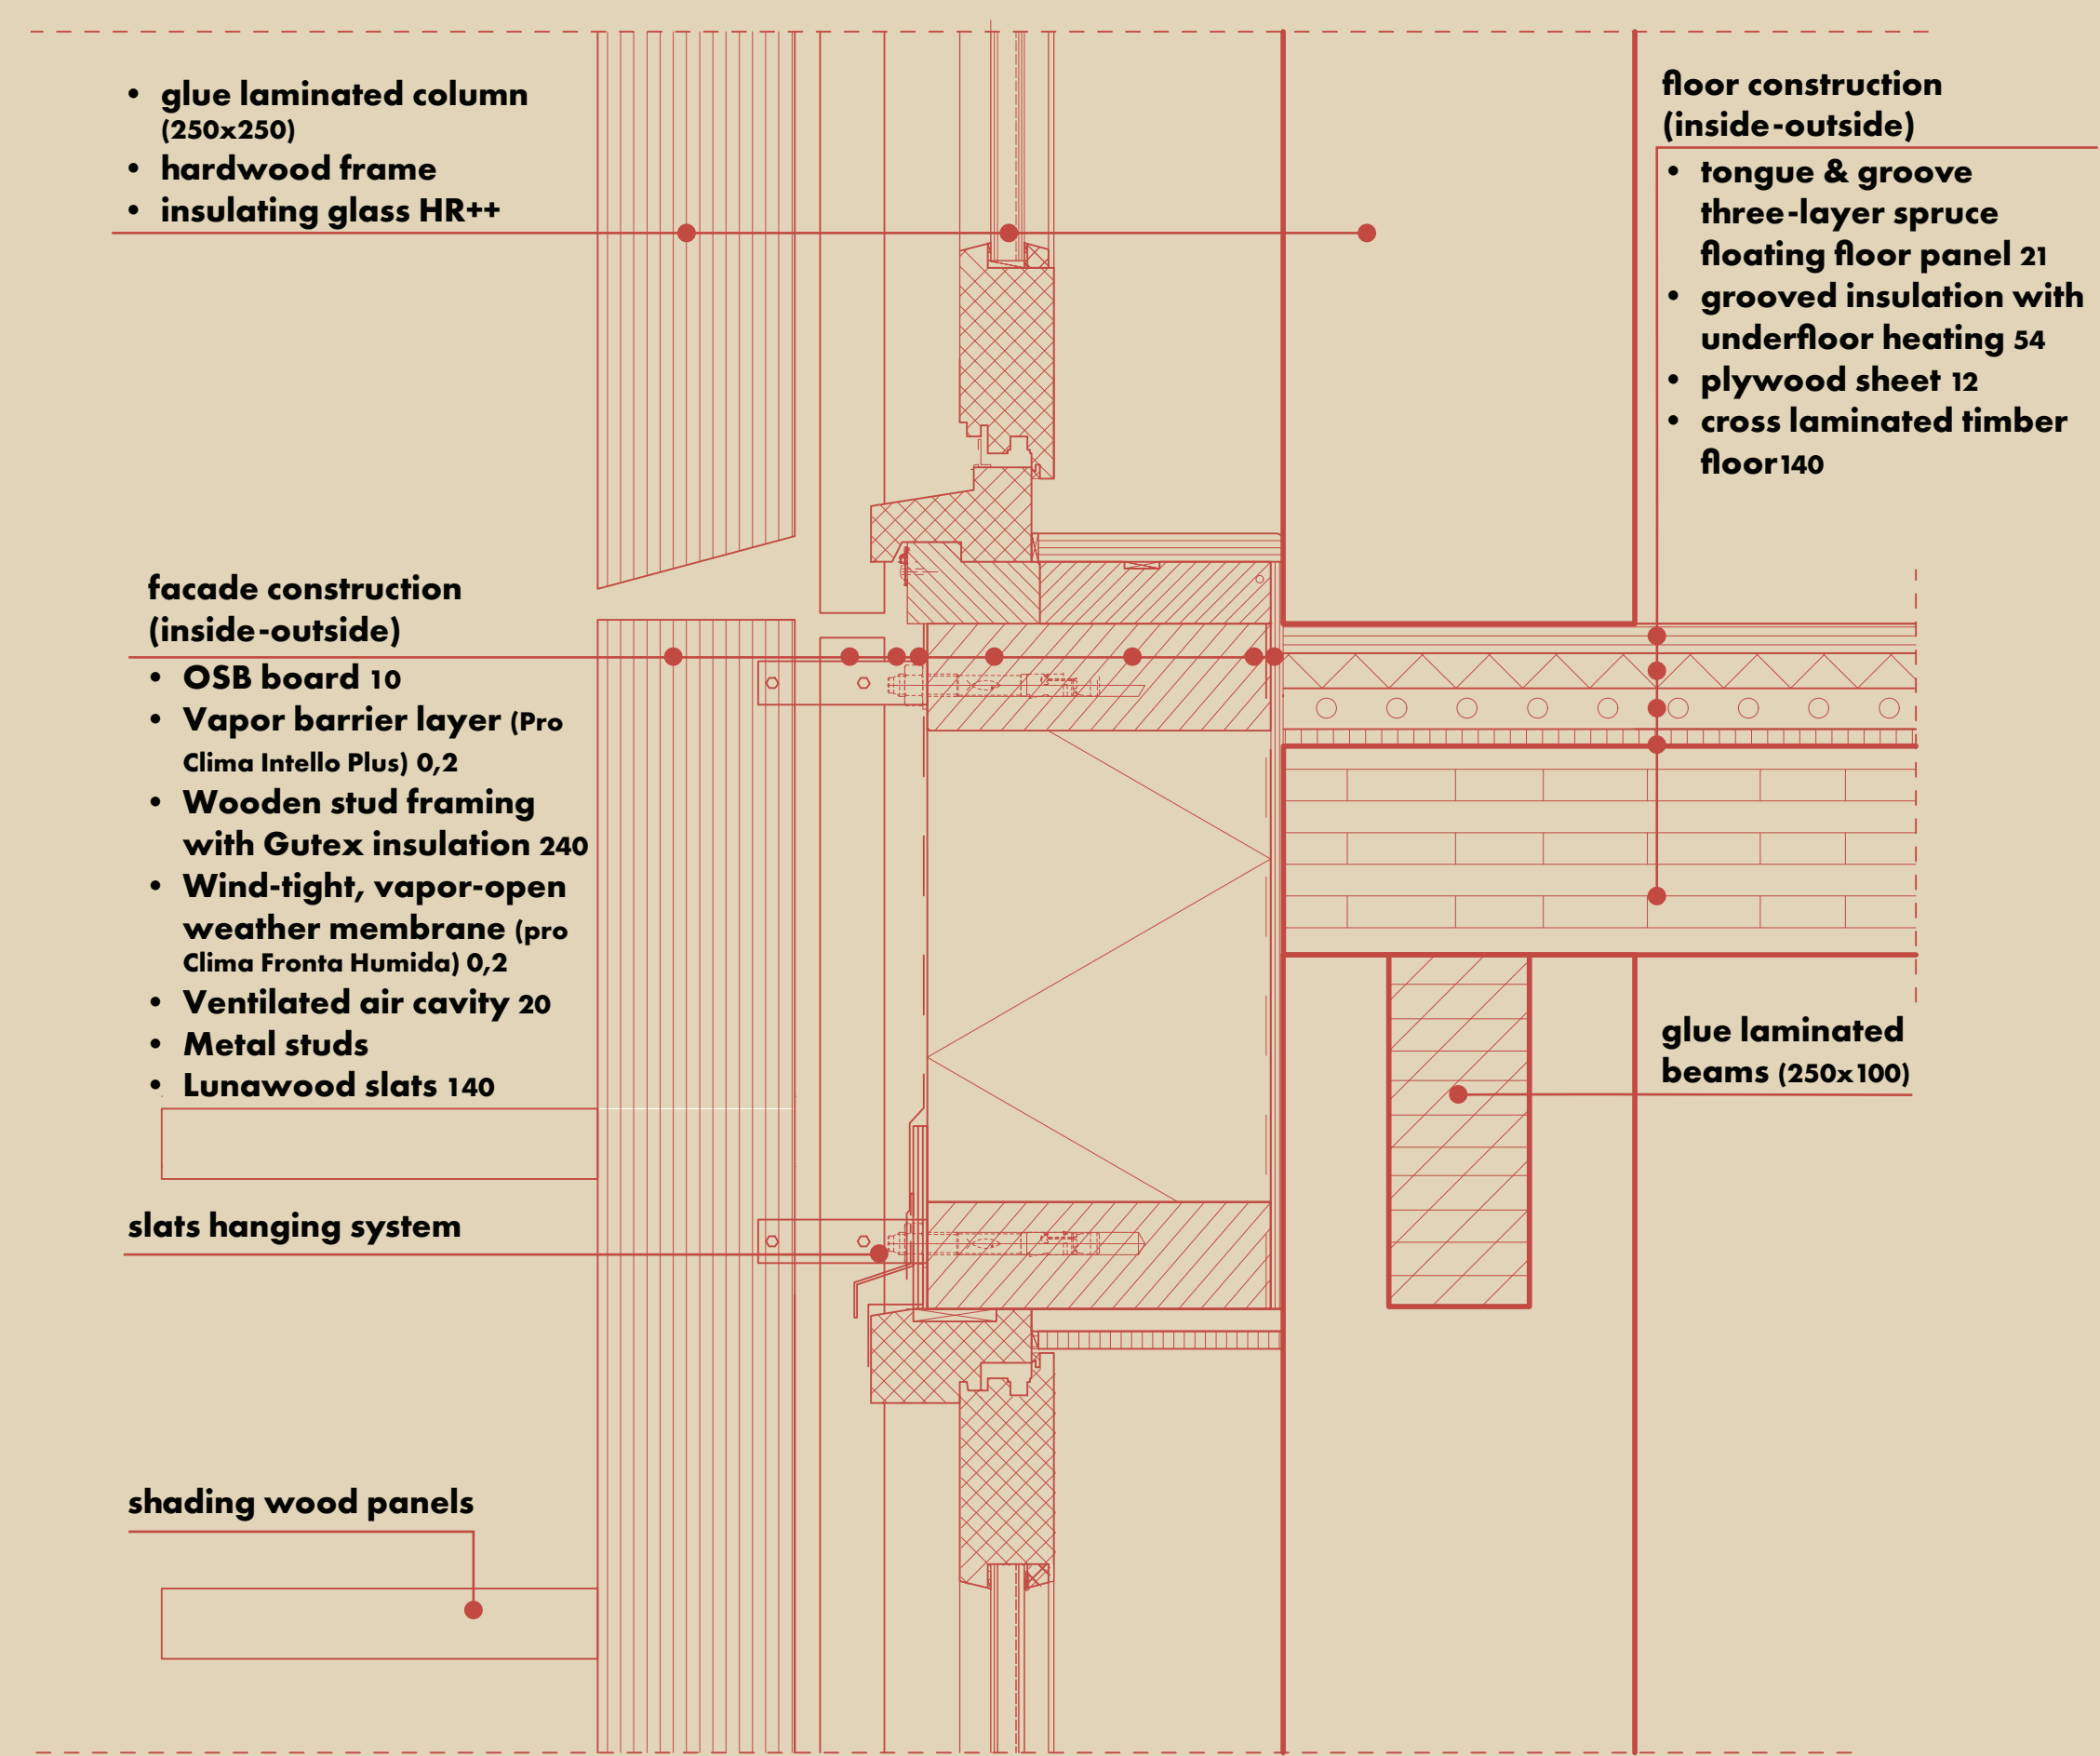 • glue laminated column
(250x250)
• hardwood frame
• insulating glass HR++
floor construction
(inside-outside)
• tongue & groove
three-layer spruce
floating floor panel 21
• grooved insulation with
underfloor heating 54
• plywood sheet 12
• cross laminated timber
floor140
facade construction
(inside-outside)
• OSB board 10
• Vapor barrier layer (Pro
Clima Intello Plus) 0,2
• Wooden stud framing
with Gutex insulation 240
• Wind-tight, vapor-open
weather membrane (pro
Clima Fronta Humida) 0,2
• Ventilated air cavity 20
• Metal studs
• Lunawood slats 140
glue laminated
beams (250x100)
slats hanging system
shading wood panels